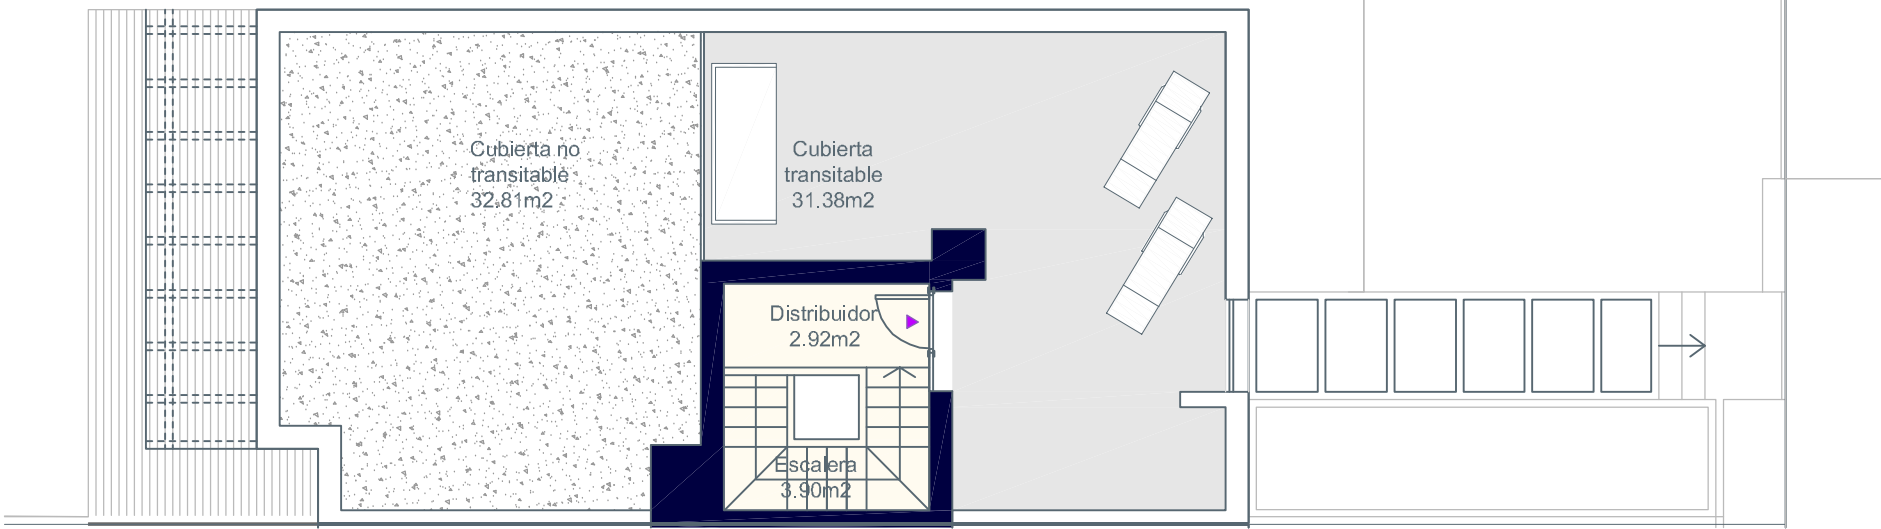 Cubierta no
transitable
32.81m2
Cubierta
transitable
31.38m2
Distribuidor
2.92m2
Escalera
3.90m2